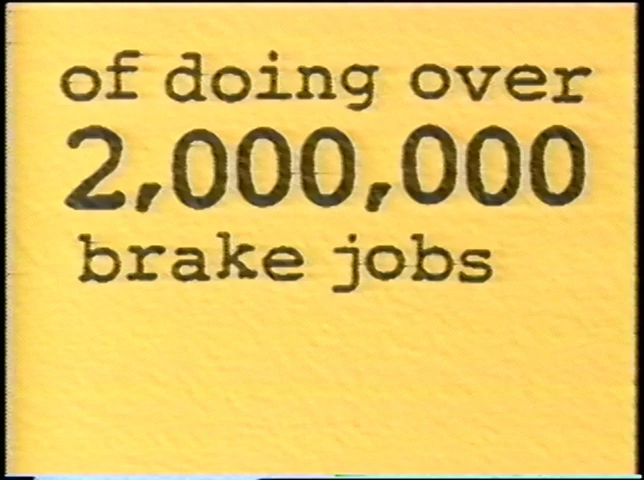 of doing over
2,000,000
brake jobs